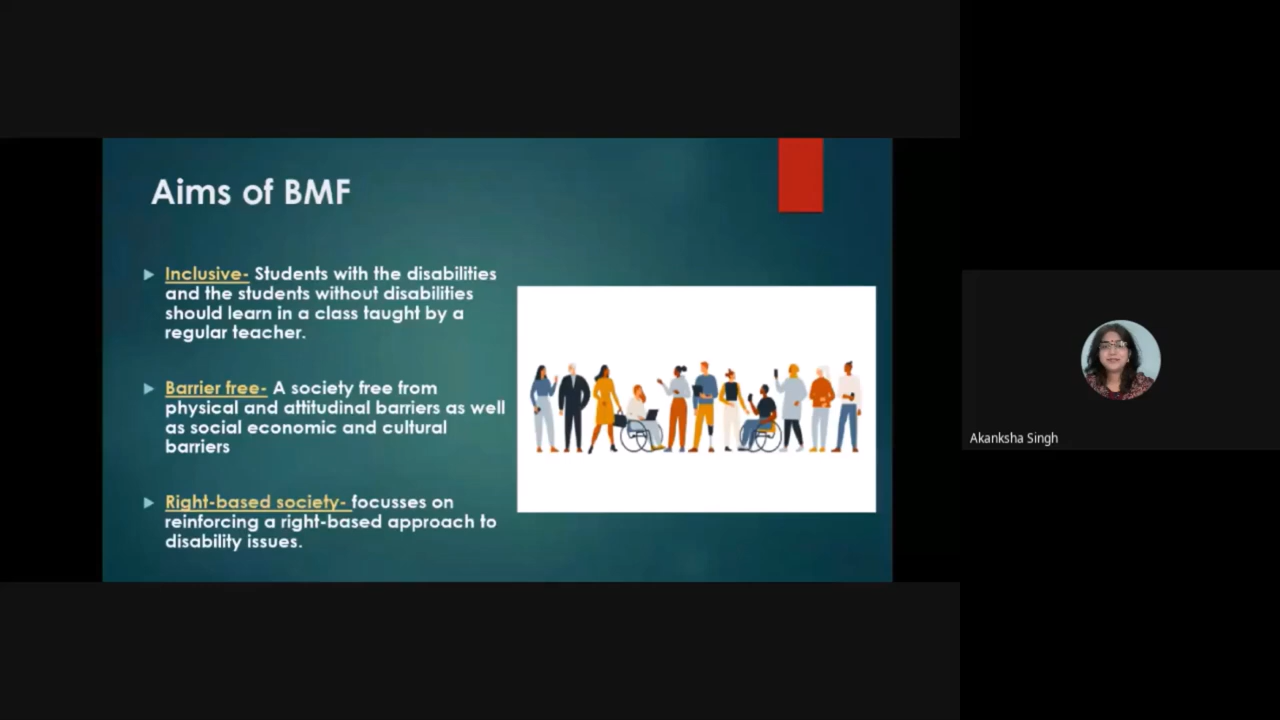 Aims of BMF
Inclusive- Students with the disabilities
and the students without disabilities
should learn in a class taught by a
regular teacher.
Barrier free- A society free from
physical and attitudinal barriers as well
as social economic and cultural
barriers
Right-based society- focusses on
reinforcing a right-based approach to
disability issues.
Akanksha Singh